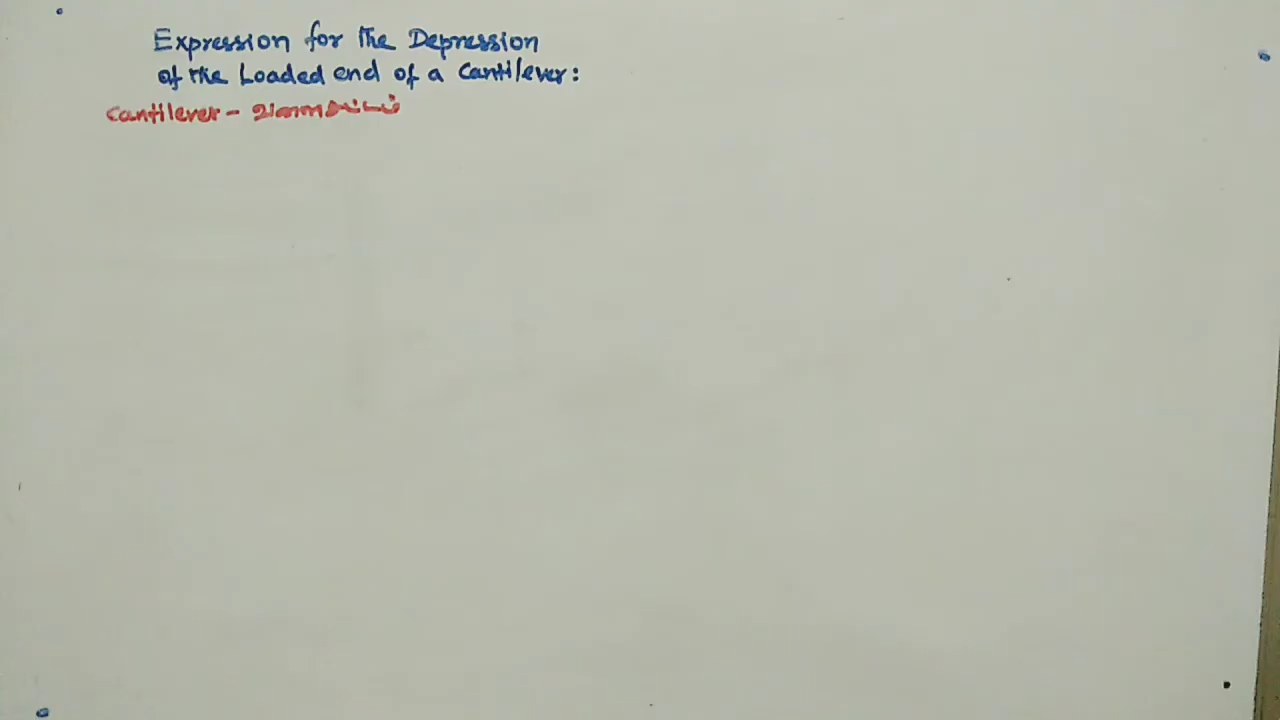 Expression for the Depression
of the Loaded end of a Cantilever:
Cantilever -